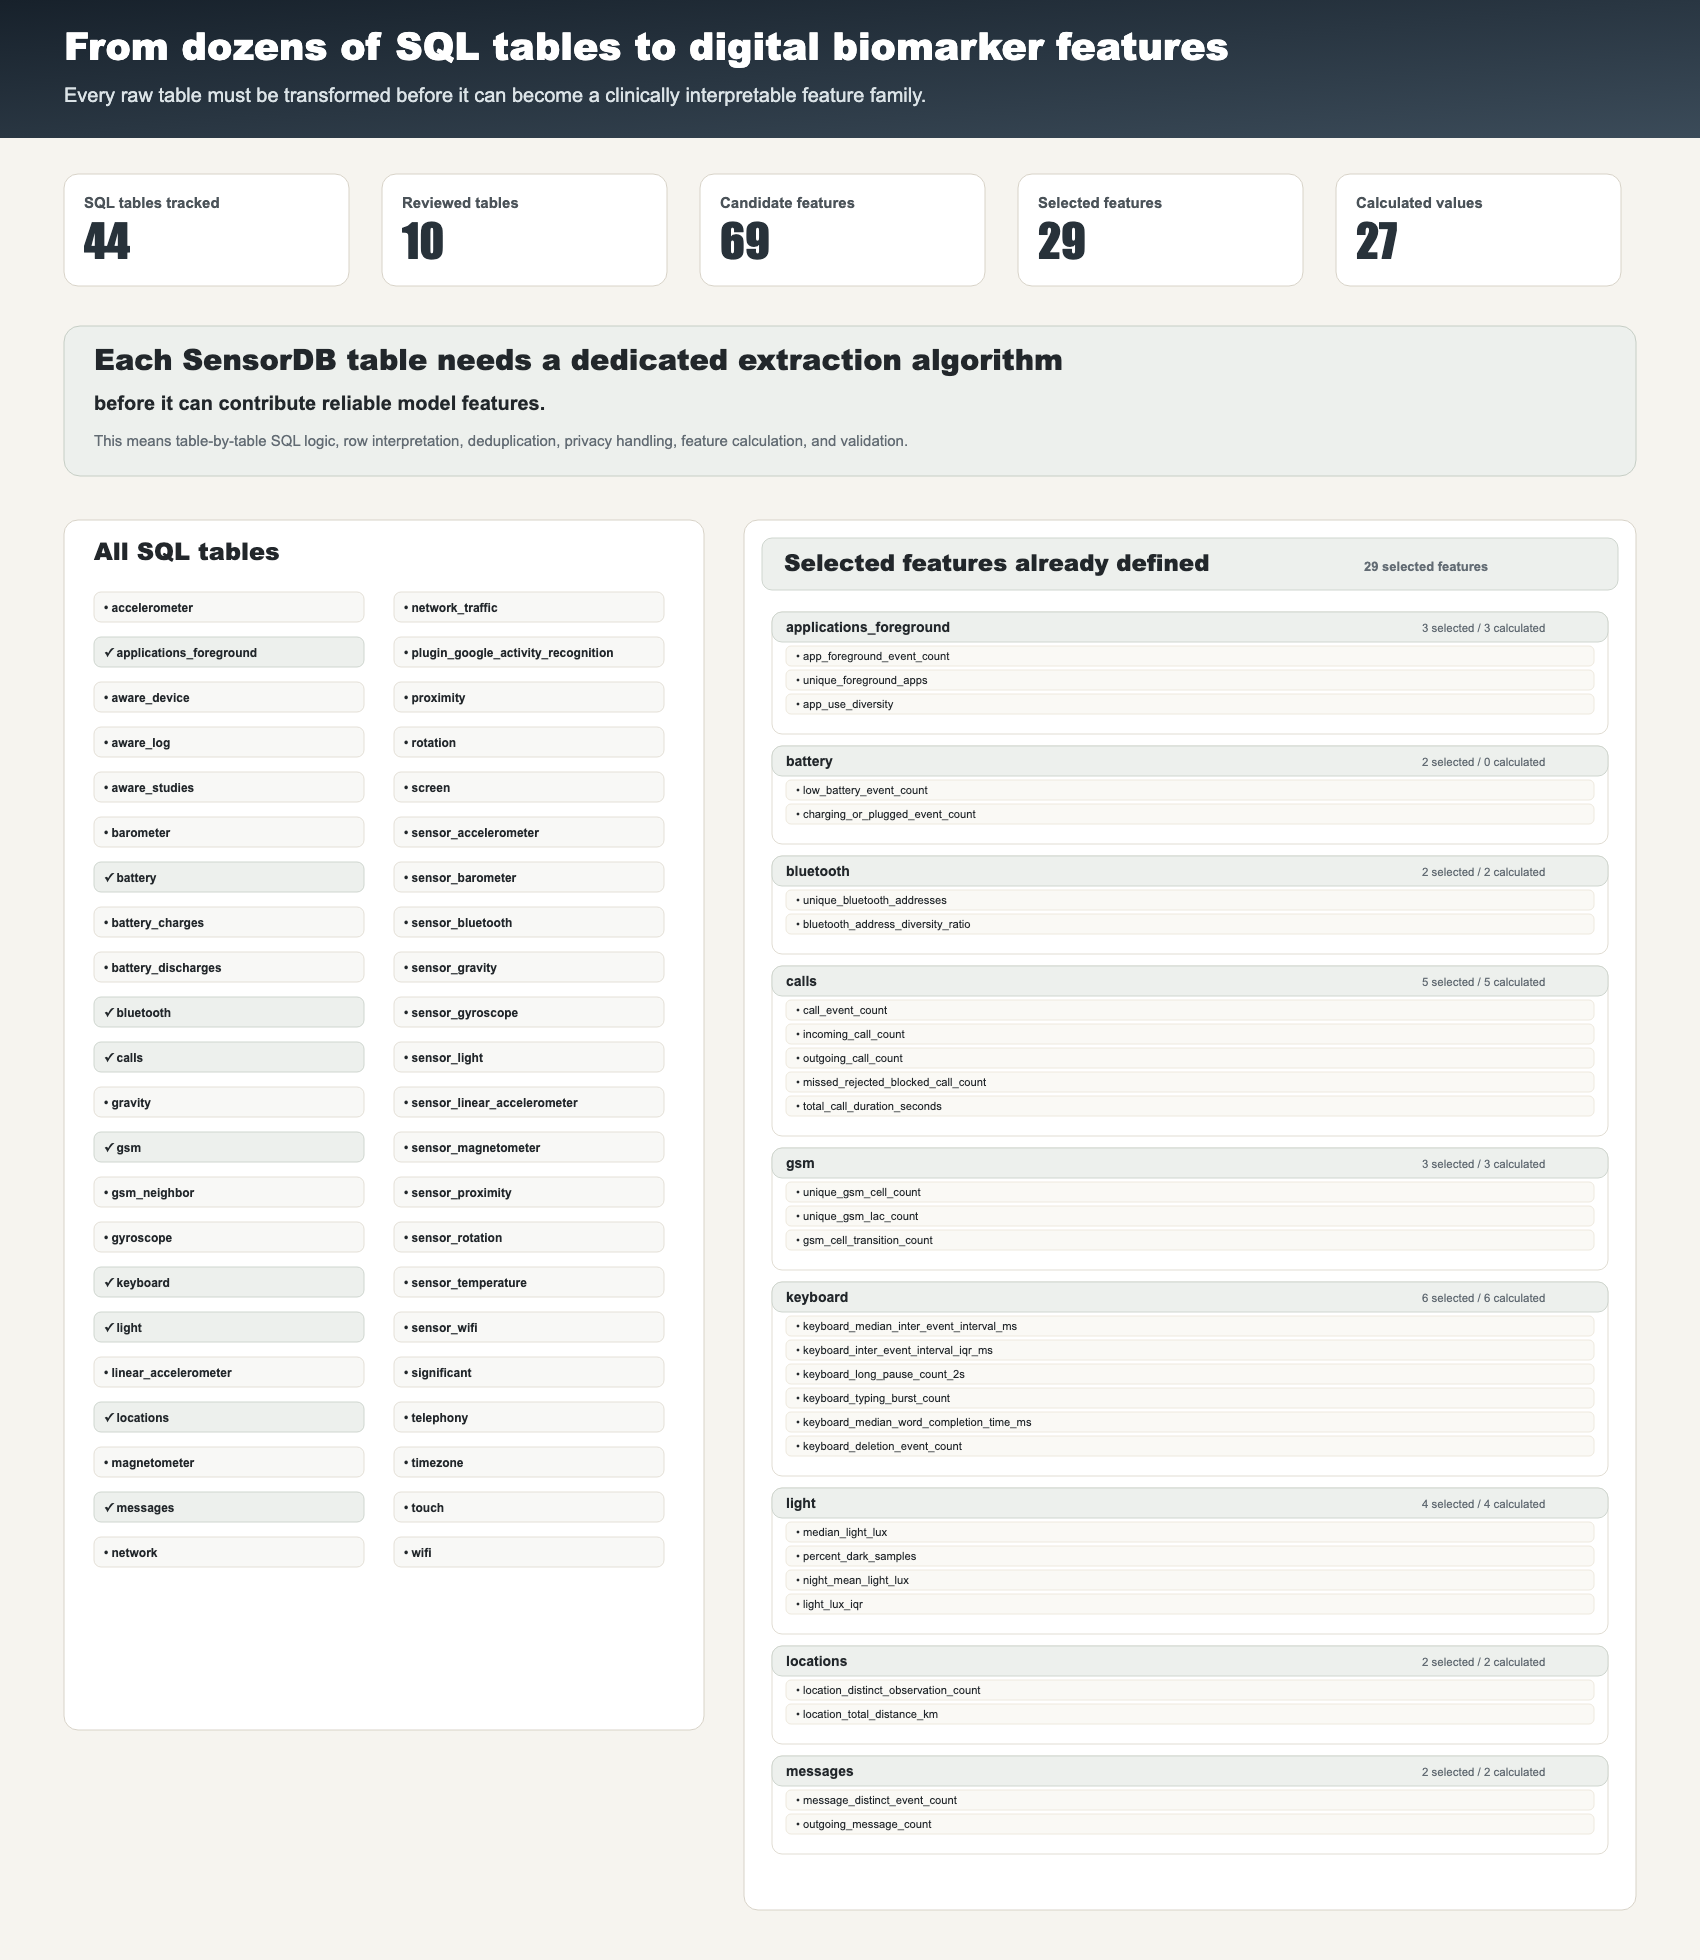 From dozens of SQL tables to digital biomarker features
Every raw table must be transformed before it can become a clinically interpretable feature family.
SQL tables tracked
44
Reviewed tables
10
Candidate features
69
Selected features
29
Calculated values
27
Each SensorDB table needs a dedicated extraction algorithm
before it can contribute reliable model features.
This means table-by-table SQL logic, row interpretation, deduplication, privacy handling, feature calculation, and validation.
All SQL tables
• accelerometer
✓ applications_foreground
• aware_device
• aware_log
• aware_studies
• barometer
✓ battery
• battery_charges
• battery_discharges
✓ bluetooth
✓ calls
• gravity
✓ gsm
• gsm_neighbor
• gyroscope
✓ keyboard
✓ light
• linear_accelerometer
✓ locations
• magnetometer
✓ messages
• network
• network_traffic
• plugin_google_activity_recognition
• proximity
• rotation
• screen
• sensor_accelerometer
• sensor_barometer
• sensor_bluetooth
• sensor_gravity
• sensor_gyroscope
• sensor_light
• sensor_linear_accelerometer
• sensor_magnetometer
• sensor_proximity
• sensor_rotation
• sensor_temperature
• sensor_wifi
• significant
• telephony
• timezone
• touch
• wifi
Selected features already defined
29 selected features
applications_foreground
3 selected / 3 calculated
• app_foreground_event_count
• unique_foreground_apps
• app_use_diversity
battery
2 selected / 0 calculated
• low_battery_event_count
• charging_or_plugged_event_count
bluetooth
2 selected / 2 calculated
• unique_bluetooth_addresses
• bluetooth_address_diversity_ratio
calls
5 selected / 5 calculated
• call_event_count
• incoming_call_count
• outgoing_call_count
• missed_rejected_blocked_call_count
• total_call_duration_seconds
gsm
3 selected / 3 calculated
• unique_gsm_cell_count
• unique_gsm_lac_count
• gsm_cell_transition_count
keyboard
6 selected / 6 calculated
• keyboard_median_inter_event_interval_ms
• keyboard_inter_event_interval_iqr_ms
• keyboard_long_pause_count_2s
• keyboard_typing_burst_count
• keyboard_median_word_completion_time_ms
• keyboard_deletion_event_count
light
4 selected / 4 calculated
• median_light_lux
• percent_dark_samples
• night_mean_light_lux
• light_lux_iqr
locations
2 selected / 2 calculated
• location_distinct_observation_count
• location_total_distance_km
messages
2 selected / 2 calculated
• message_distinct_event_count
• outgoing_message_count